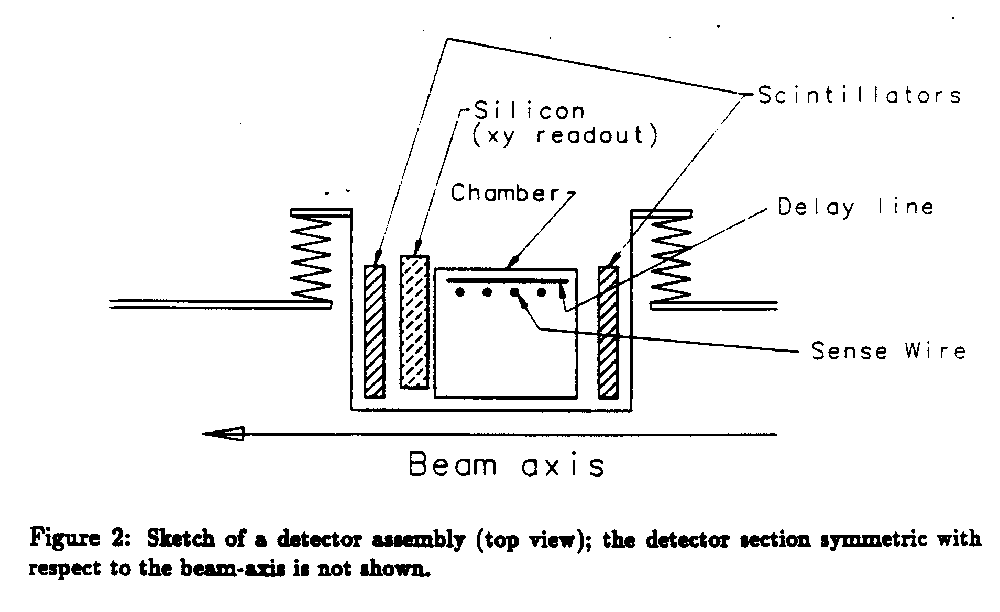 Scintillators
Silicon
(xy readout)
Chamber
Delay line
Sense Wire
Beam axis
Figure 2: Sketch of a detector assembly (top view); the detector section symmetric with
respect to the beam-axis is not shown.